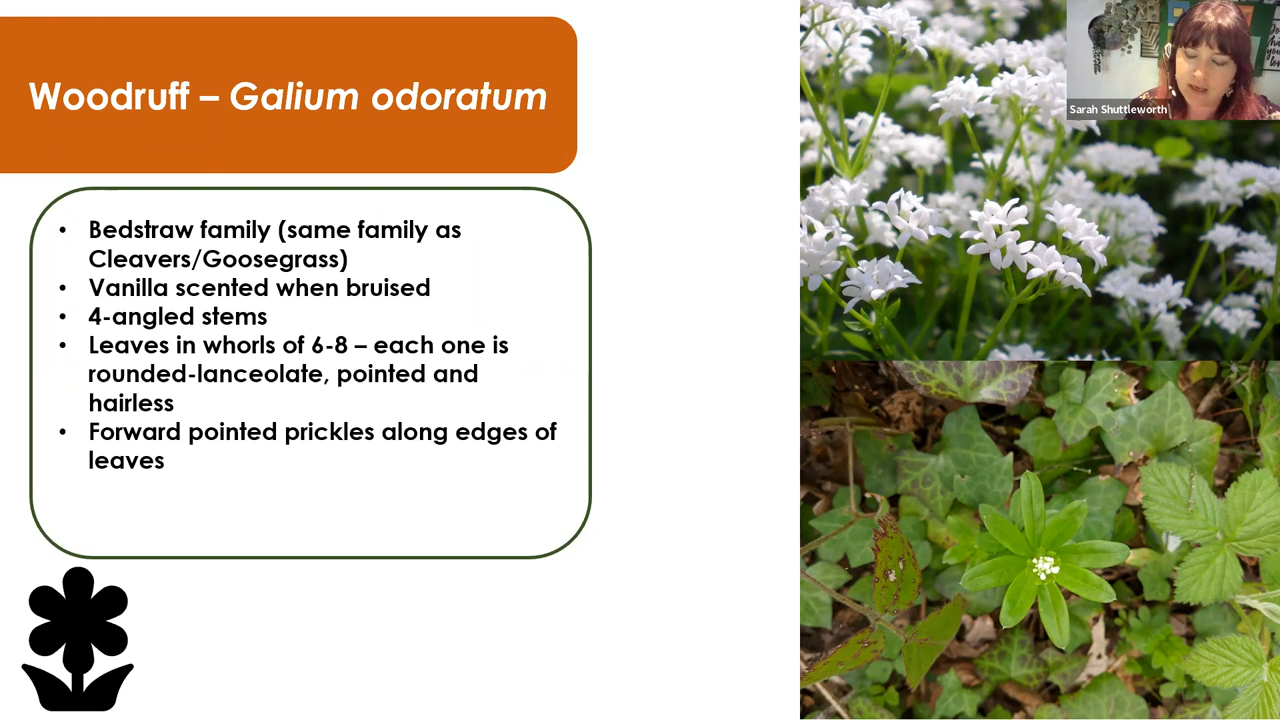 Woodruff – Galium odoratum
Sarah Shuttleworth
• Bedstraw family (same family as
Cleavers/Goosegrass)
• Vanilla scented when bruised
• 4-angled stems
• Leaves in whorls of 6-8 – each one is
rounded-lanceolate, pointed and
hairless
• Forward pointed prickles along edges of
leaves